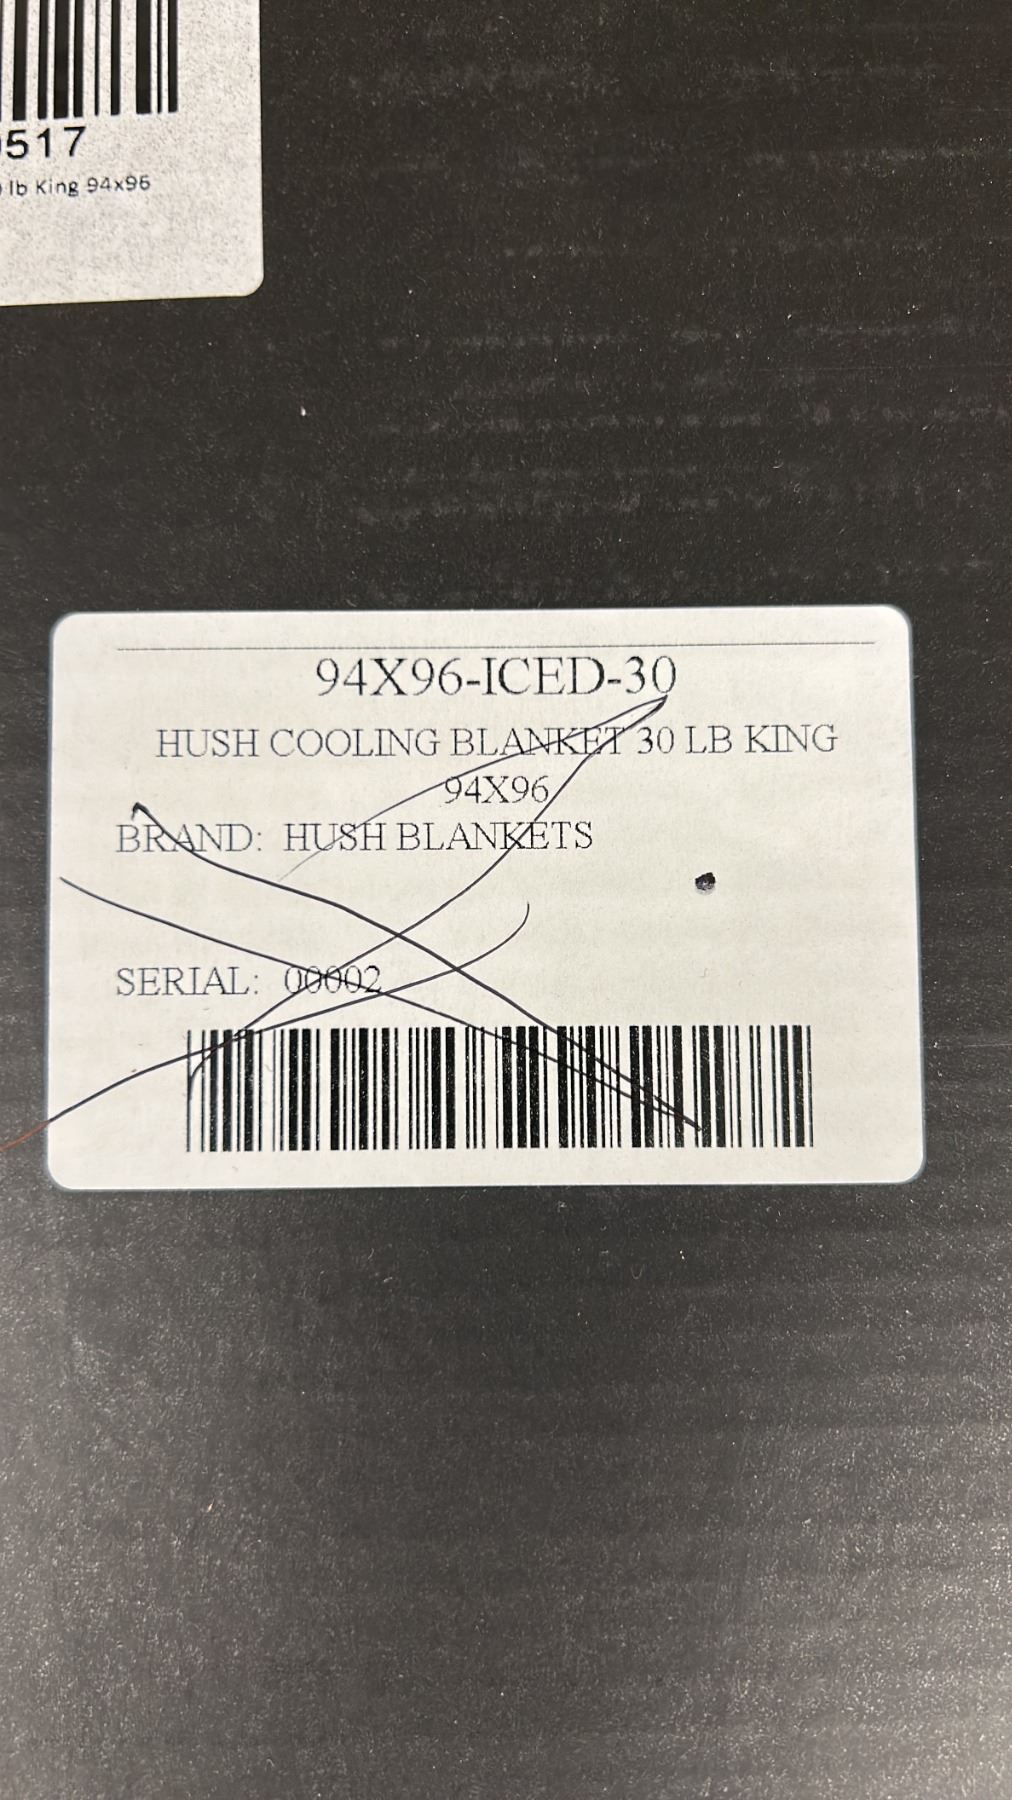 517
lb King 94x96
94X96-ICED-30
HUSH COOLING BLANKET 30 LB KING
94X96
BRAND: HUSH BLANKETS
SERIAL: 00002